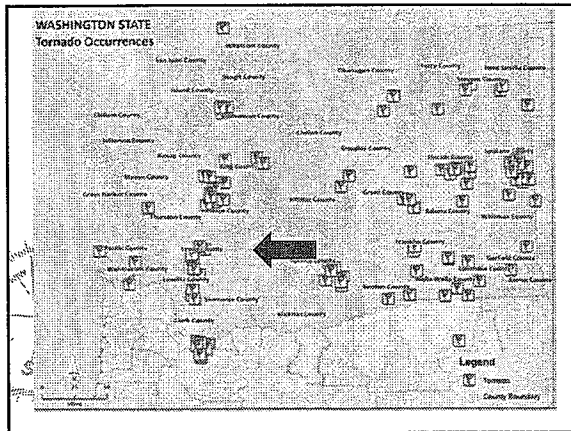 WASHINGTON STATE
Tornado Occurrences
Whatcom County
San Juan County
Skagit County
Island County
Snohomish County
Clallam County
Jefferson County
Kitsap County
King County
Mason County
Grays Harbor County
Thurston County
Pacific County
Wahkiakum County
Skamania County
Clark County
Okanogan County
Ferry County
Stevens County
Pend Oreille County
Chelan County
Douglas County
Lincoln County
Spokane County
Kittitas County
Grant County
Adams County
Whitman County
Franklin County
Garfield County
Columbia County
Walla Walla County
Asotin County
Benton County
Klickitat County
Legend
Tornado
County Boundary